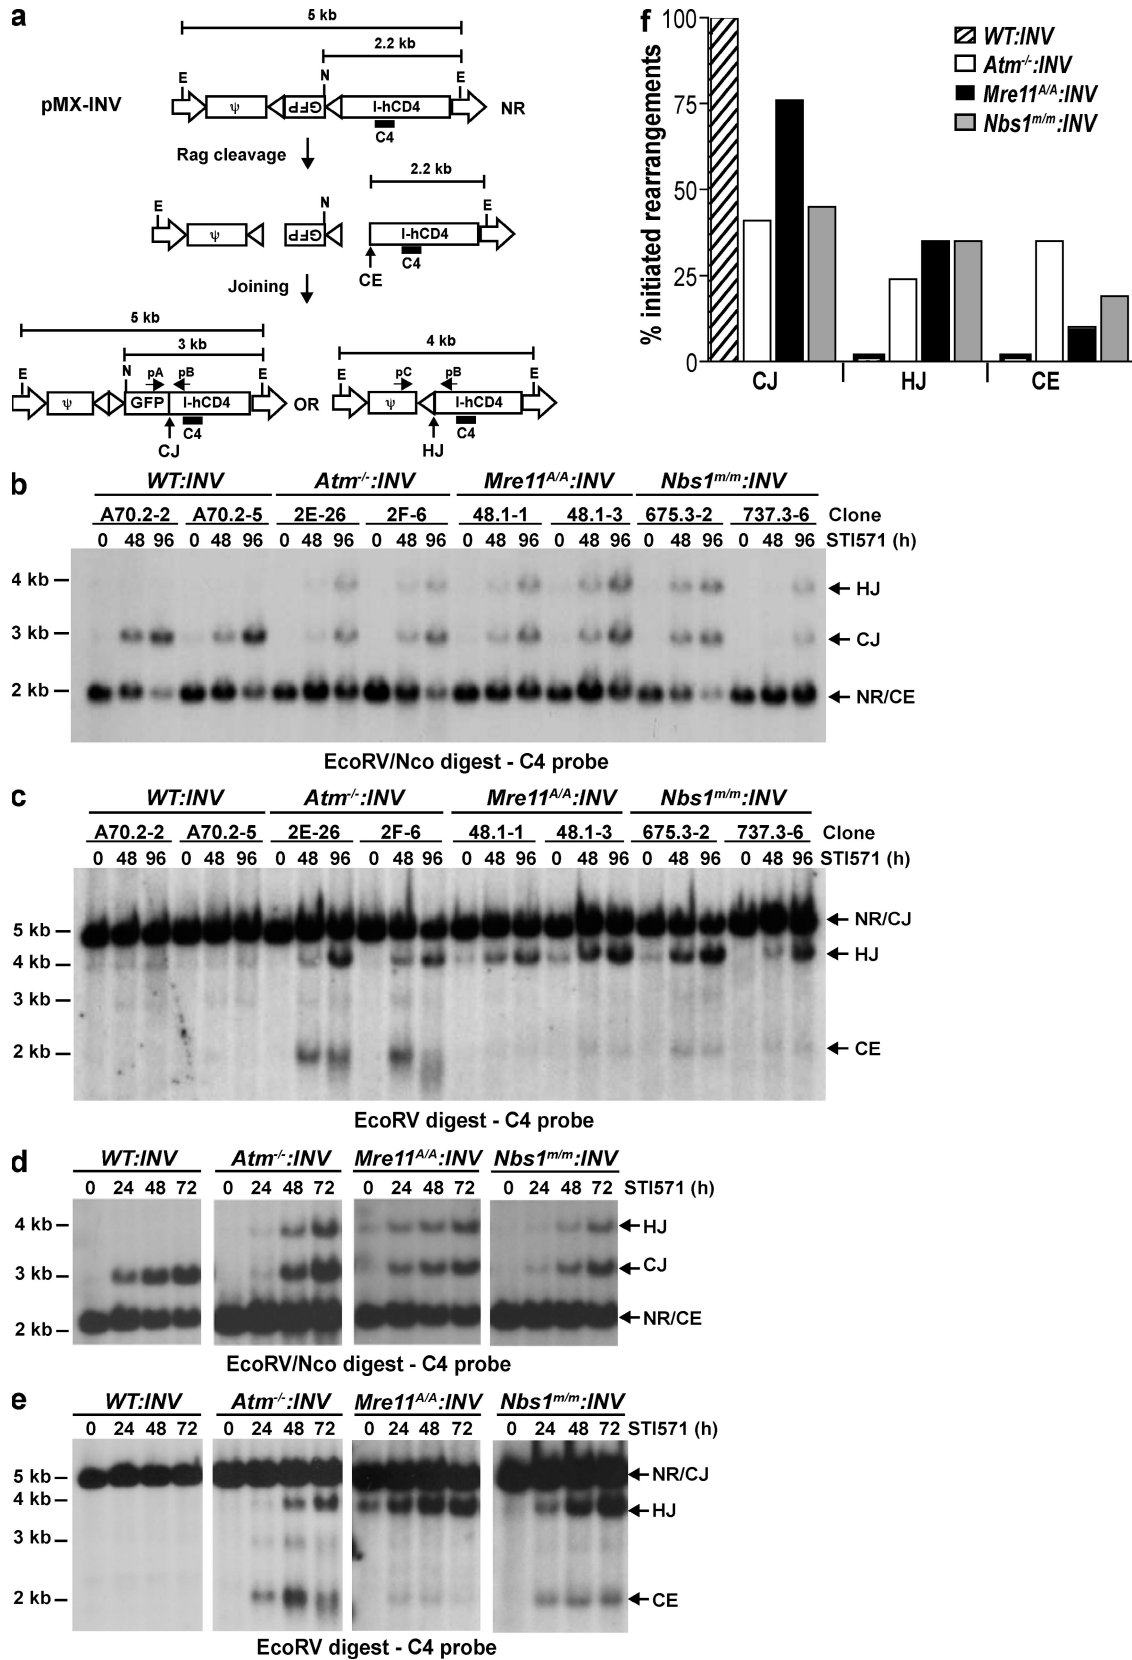 a
5 kb
2.2 kb
E N E
pMX-INV ψ GFP I-hCD4 NR
C4
Rag cleavage
2.2 kb
E N E
ψ GFP I-hCD4
C4
CE
Joining
5 kb
3 kb
E N pA pB E
ψ GFP I-hCD4
C4
CJ
OR
4 kb
E pC pB E
ψ I-hCD4
C4
HJ
f
% initiated rearrangements
100
75
50
25
0
CJ HJ CE
WT:INV
Atm-/-:INV
Mre11A/A:INV
Nbs1m/m:INV
b
WT:INV Atm-/-:INV Mre11A/A:INV Nbs1m/m:INV
A70.2-2 A70.2-5 2E-26 2F-6 48.1-1 48.1-3 675.3-2 737.3-6 Clone
0 48 96 0 48 96 0 48 96 0 48 96 0 48 96 0 48 96 0 48 96 0 48 96 STI571 (h)
4 kb HJ
3 kb CJ
2 kb NR/CE
EcoRV/Nco digest - C4 probe
c
WT:INV Atm-/-:INV Mre11A/A:INV Nbs1m/m:INV
A70.2-2 A70.2-5 2E-26 2F-6 48.1-1 48.1-3 675.3-2 737.3-6 Clone
0 48 96 0 48 96 0 48 96 0 48 96 0 48 96 0 48 96 0 48 96 0 48 96 STI571 (h)
5 kb NR/CJ
4 kb HJ
3 kb
2 kb CE
EcoRV digest - C4 probe
d
WT:INV Atm-/-:INV Mre11A/A:INV Nbs1m/m:INV
0 24 48 72 0 24 48 72 0 24 48 72 0 24 48 72 STI571 (h)
4 kb HJ
3 kb CJ
2 kb NR/CE
EcoRV/Nco digest - C4 probe
e
WT:INV Atm-/-:INV Mre11A/A:INV Nbs1m/m:INV
0 24 48 72 0 24 48 72 0 24 48 72 0 24 48 72 STI571 (h)
5 kb NR/CJ
4 kb HJ
3 kb
2 kb CE
EcoRV digest - C4 probe